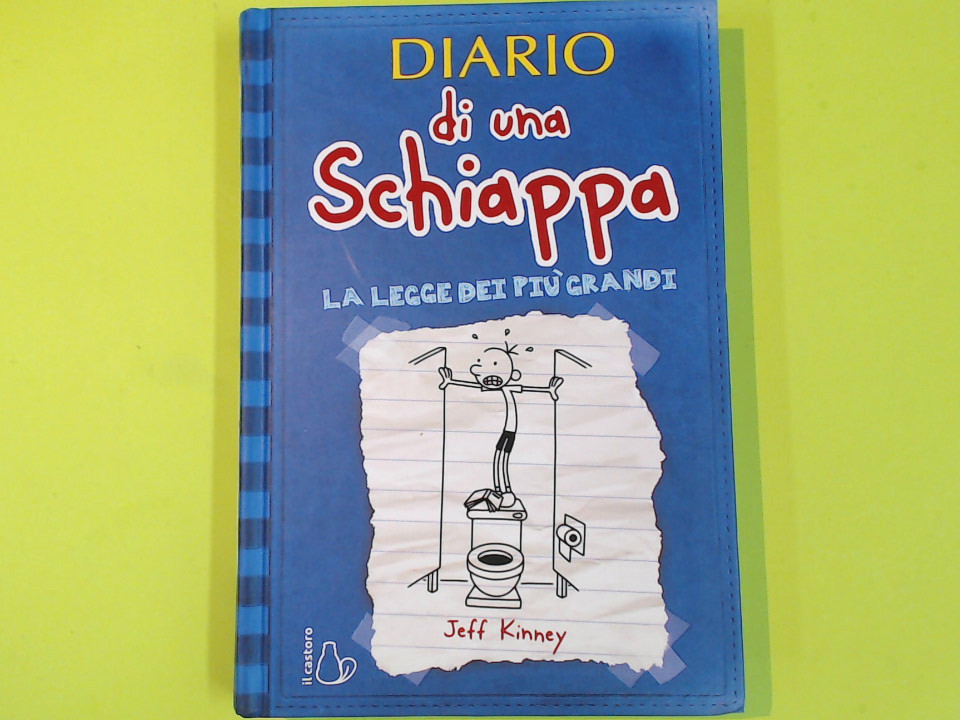 DIARIO
di una
Schiappa
LA LEGGE DEI PIÙ GRANDI
Jeff Kinney
il castoro